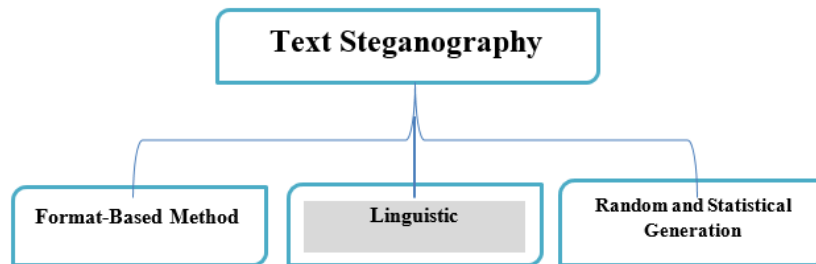 Text Steganography
Format-Based Method
Linguistic
Random and Statistical
Generation